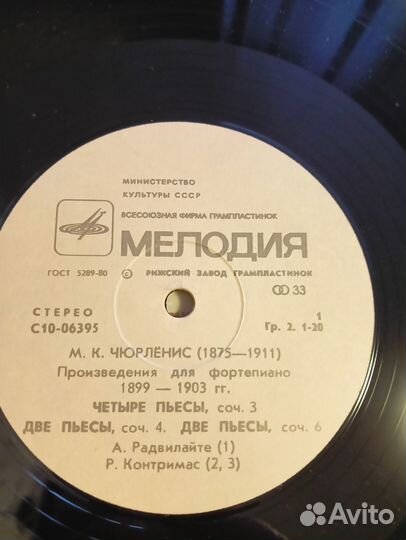 МИНИСТЕРСТВО
КУЛЬТУРЫ СССР
ВСЕСОЮЗНАЯ ФИРМА ГРАМПЛАСТИНОК
МЕЛОДИЯ
ГОСТ 5289-80 © РИЖСКИЙ ЗАВОД ГРАМПЛАСТИНОК 33
СТЕРЕО 1
С10-06395 Гр. 2. 1-20
М. К. ЧЮРЛЁНИС (1875—1911)
Произведения для фортепиано
1899 — 1903 гг.
ЧЕТЫРЕ ПЬЕСЫ, соч. 3
ДВЕ ПЬЕСЫ, соч. 4. ДВЕ ПЬЕСЫ, соч. 6
А. Радвилайте (1)
Р. Контримас (2, 3)
Avito